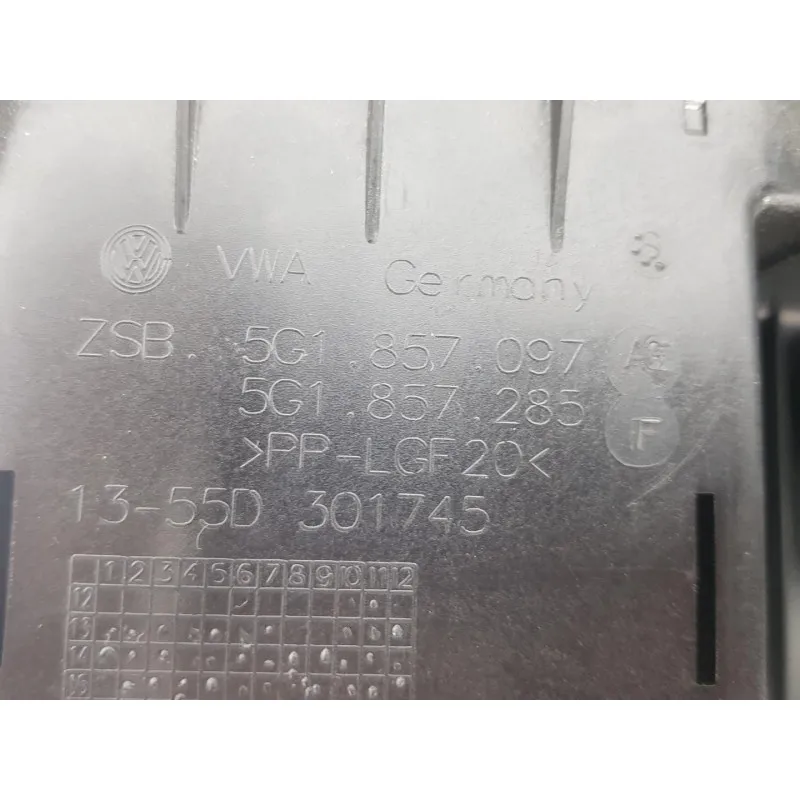 VWA Germany
ZSB. 5G1.857.097
5G1.857.285 F
>PP-LGF20<
13-55D 301745
1 2 3 4 5 6 7 8 9 10 11 12
12
13
14
15